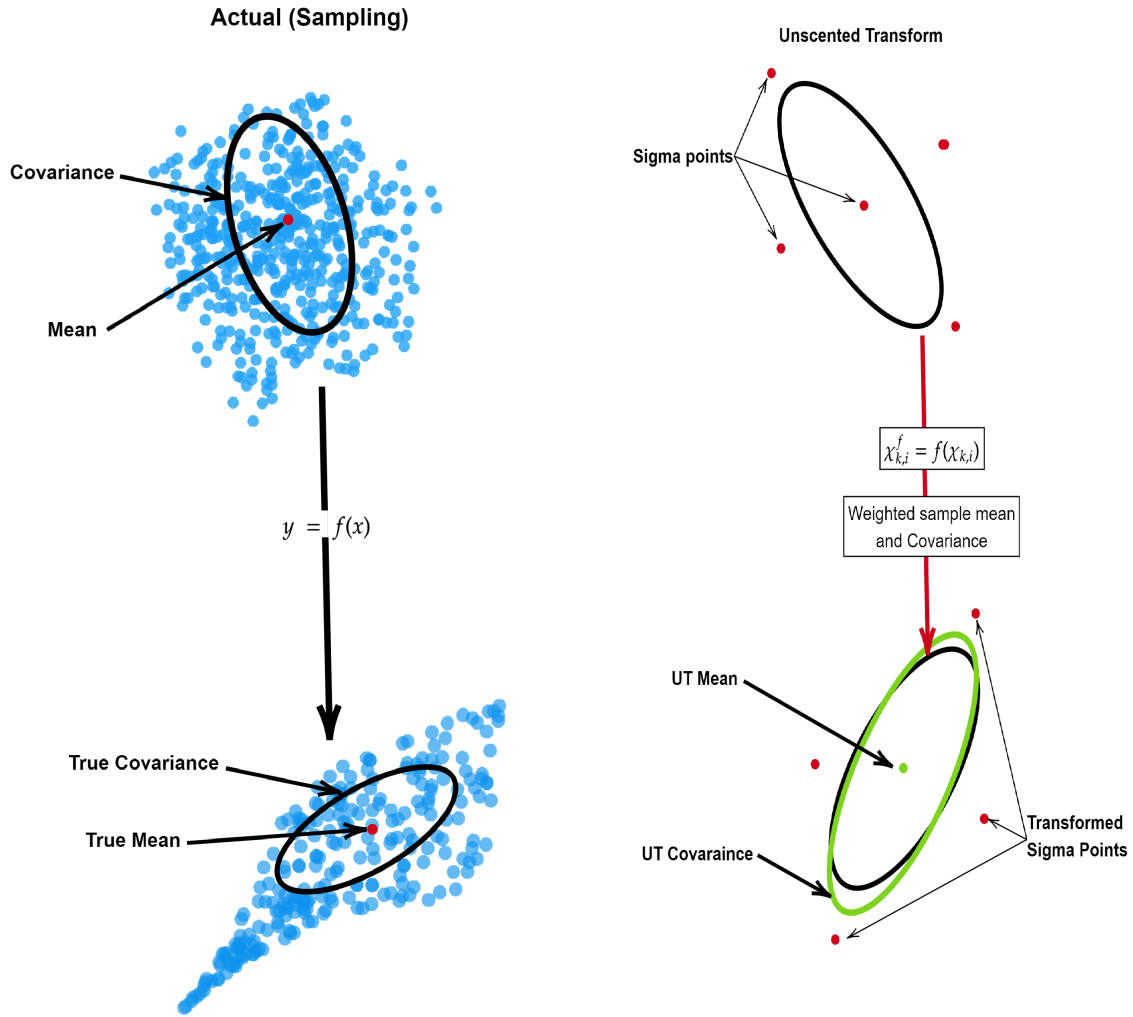 Actual (Sampling)
Covariance
Mean
y = f(x)
True Covariance
True Mean
Unscented Transform
Sigma points
χ^f_{k,i} = f(χ_{k,i})
Weighted sample mean
and Covariance
UT Mean
UT Covaraince
Transformed
Sigma Points